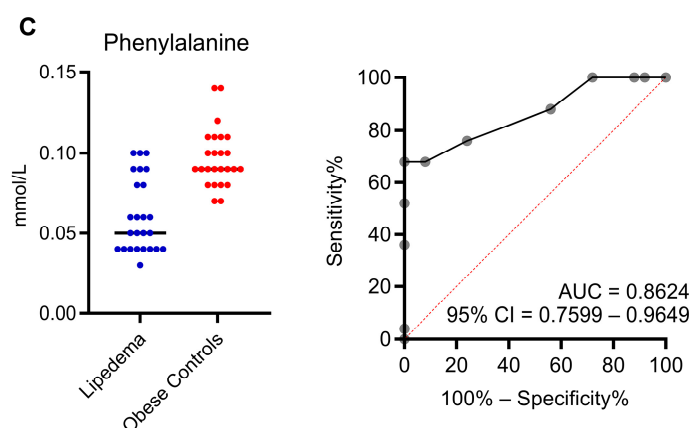 C
Phenylalanine
0.15
0.10
0.05
0.00
mmol/L
Lipedema
Obese Controls
100
80
60
40
20
0
Sensitivity%
AUC = 0.8624
95% CI = 0.7599 – 0.9649
0 20 40 60 80 100
100% – Specificity%